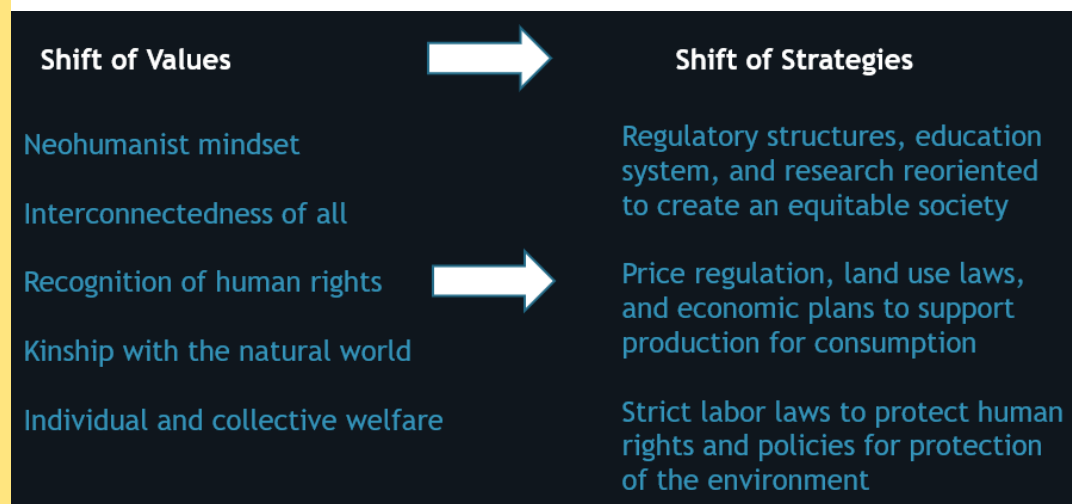 Shift of Values
Shift of Strategies
Neohumanist mindset
Interconnectedness of all
Recognition of human rights
Kinship with the natural world
Individual and collective welfare
Regulatory structures, education
system, and research reoriented
to create an equitable society
Price regulation, land use laws,
and economic plans to support
production for consumption
Strict labor laws to protect human
rights and policies for protection
of the environment